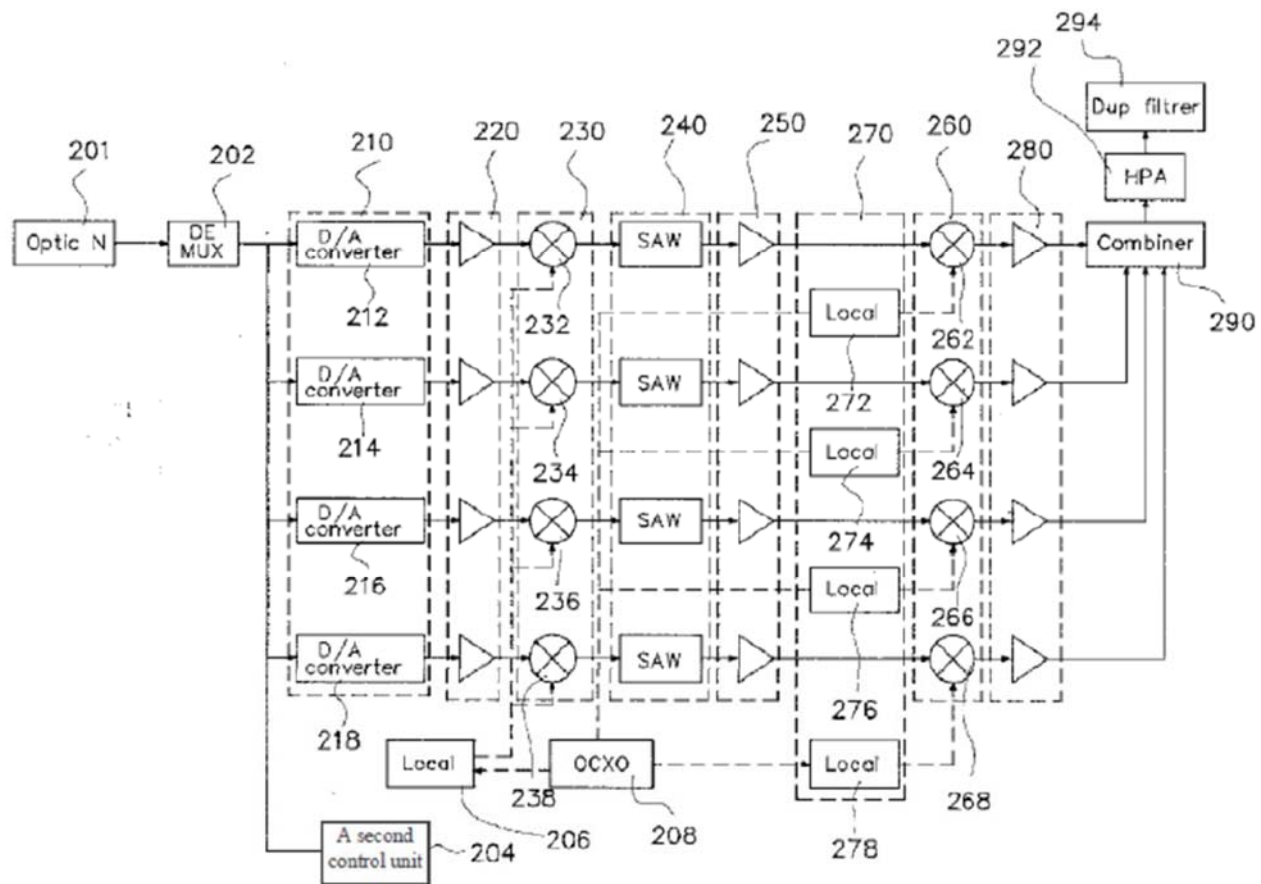 294
292
Dup filtrer
201
202
210
220
230
240
250
270
260
280
HPA
Optic N
DE
MUX
D/A
converter
SAW
Combiner
212
232
Local
262
290
D/A
converter
SAW
272
214
234
Local
264
D/A
converter
SAW
274
216
236
Local
266
D/A
converter
SAW
276
218
Local
238
OCXO
Local
268
206
208
278
A second
control unit
204